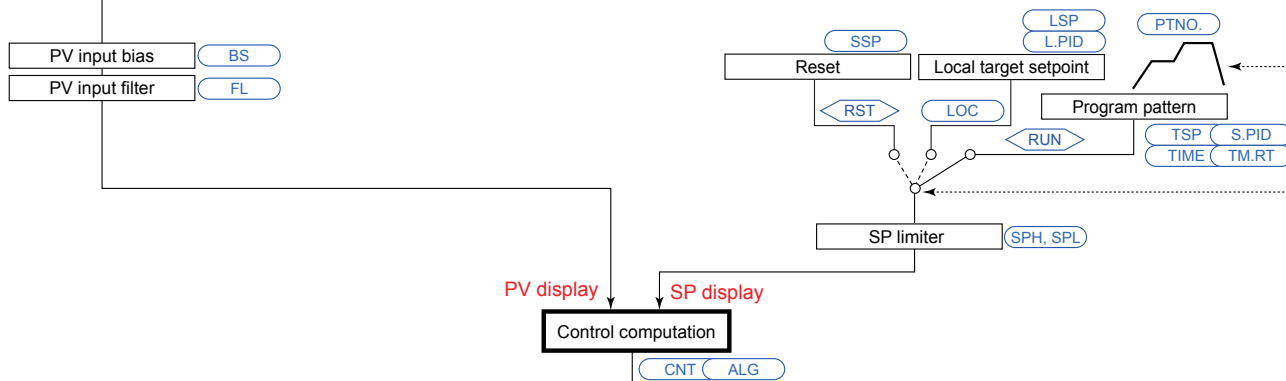 LSP
PTNO.
SSP
L.PID
PV input bias
BS
Reset
Local target setpoint
PV input filter
FL
Program pattern
RST
LOC
RUN
TSP
S.PID
TIME
TM.RT
SP limiter
SPH, SPL
PV display
SP display
Control computation
CNT
ALG